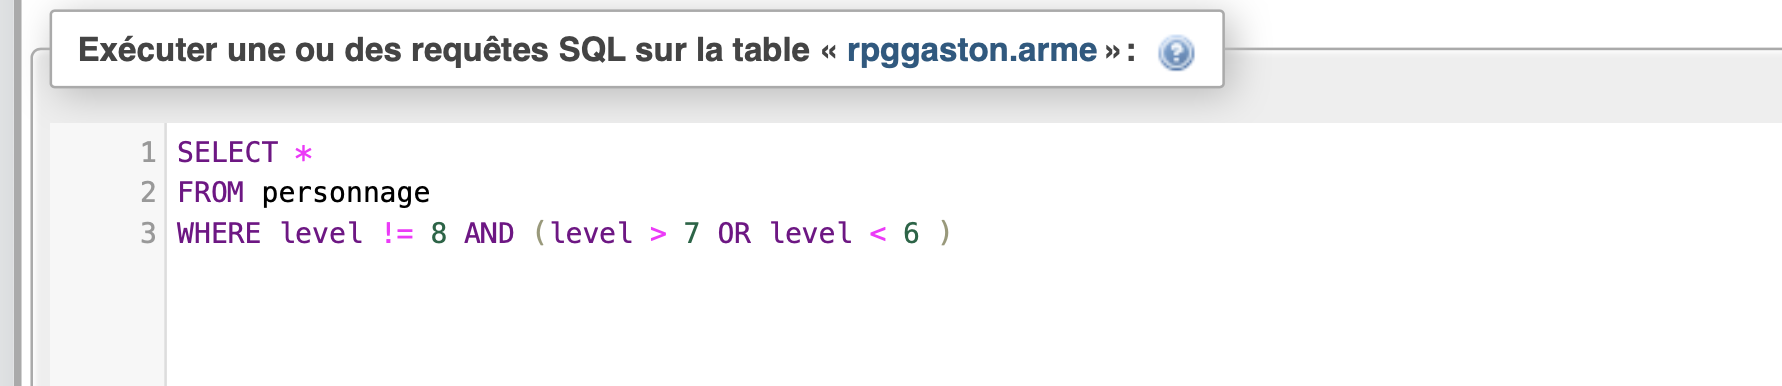 Exécuter une ou des requêtes SQL sur la table « rpggaston.arme » :
1 SELECT *
2 FROM personnage
3 WHERE level != 8 AND (level > 7 OR level < 6 )